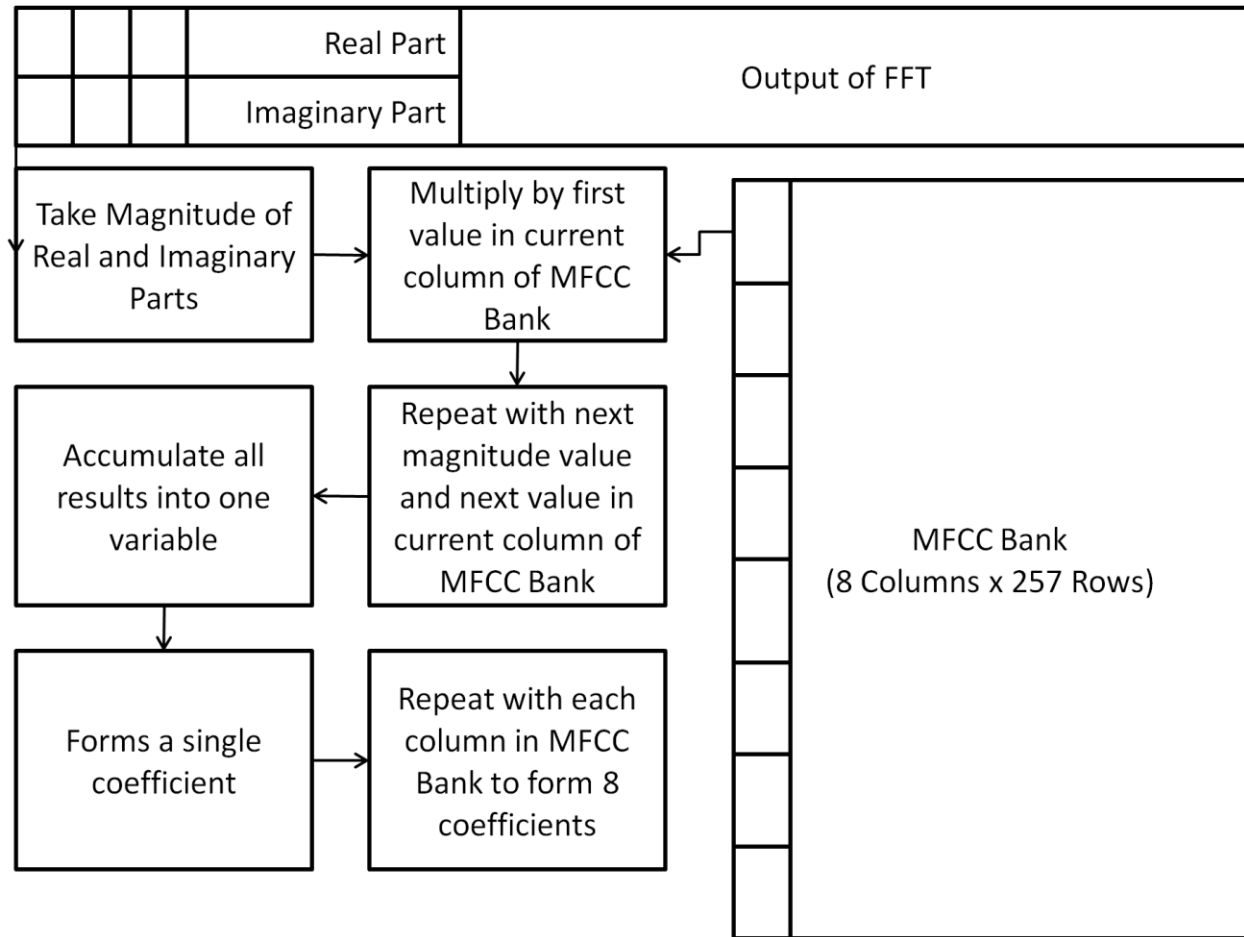 Real Part
Imaginary Part
Output of FFT
Take Magnitude of
Real and Imaginary
Parts
Multiply by first
value in current
column of MFCC
Bank
Accumulate all
results into one
variable
Repeat with next
magnitude value
and next value in
current column of
MFCC Bank
MFCC Bank
(8 Columns x 257 Rows)
Forms a single
coefficient
Repeat with each
column in MFCC
Bank to form 8
coefficients